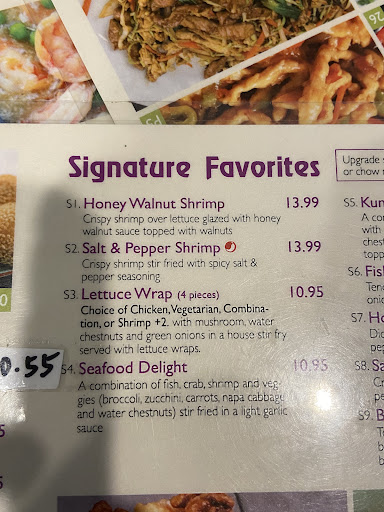 Signature Favorites
S1. Honey Walnut Shrimp 13.99
Crispy shrimp over lettuce glazed with honey
walnut sauce topped with walnuts
S2. Salt & Pepper Shrimp 13.99
Crispy shrimp stir fried with spicy salt &
pepper seasoning
S3. Lettuce Wrap (4 pieces) 10.95
Choice of Chicken,Vegetarian, Combina-
tion, or Shrimp +2. with mushroom, water
chestnuts and green onions in a house stir fry
served with lettuce wraps.
0.55
S4. Seafood Delight 10.95
A combination of fish, crab, shrimp and veg
gies (broccoli, zucchini, carrots, napa cabbage
and water chestnuts) stir fried in a light garlic
sauce
Upgrade
or chow
S5.
S6. Fis
S7.
S8.
S9.